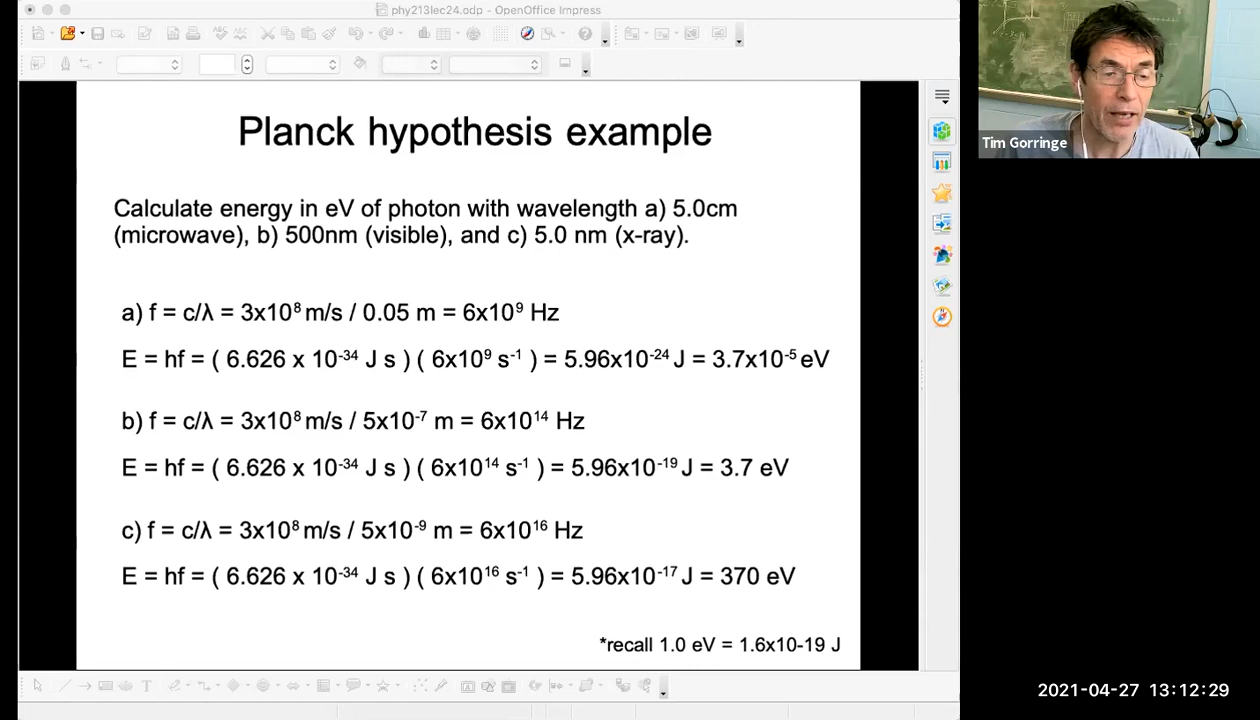 phy213lec24.odp - OpenOffice Impress
Planck hypothesis example
Calculate energy in eV of photon with wavelength a) 5.0cm
(microwave), b) 500nm (visible), and c) 5.0 nm (x-ray).
a) f = c/λ = 3x10⁸ m/s / 0.05 m = 6x10⁹ Hz
E = hf = ( 6.626 x 10⁻³⁴ J s ) ( 6x10⁹ s⁻¹ ) = 5.96x10⁻²⁴ J = 3.7x10⁻⁵ eV
b) f = c/λ = 3x10⁸ m/s / 5x10⁻⁷ m = 6x10¹⁴ Hz
E = hf = ( 6.626 x 10⁻³⁴ J s ) ( 6x10¹⁴ s⁻¹ ) = 5.96x10⁻¹⁹ J = 3.7 eV
c) f = c/λ = 3x10⁸ m/s / 5x10⁻⁹ m = 6x10¹⁶ Hz
E = hf = ( 6.626 x 10⁻³⁴ J s ) ( 6x10¹⁶ s⁻¹ ) = 5.96x10⁻¹⁷ J = 370 eV
*recall 1.0 eV = 1.6x10-19 J
Tim Gorringe
2021-04-27 13:12:29